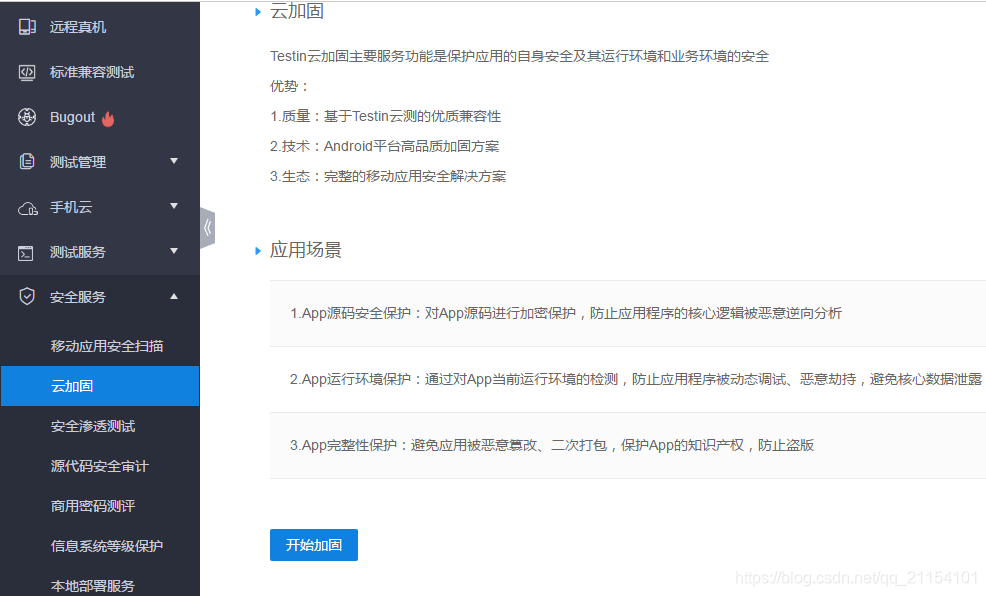 远程真机
标准兼容测试
Bugout
测试管理
手机云
测试服务
安全服务
移动应用安全扫描
云加固
安全渗透测试
源代码安全审计
商用密码测评
信息系统等级保护
本地部署服务
云加固
Testin云加固主要服务功能是保护应用的自身安全及其运行环境和业务环境的安全
优势：
1.质量：基于Testin云测的优质兼容性
2.技术：Android平台高品质加固方案
3.生态：完整的移动应用安全解决方案
应用场景
1.App源码安全保护：对App源码进行加密保护，防止应用程序的核心逻辑被恶意逆向分析
2.App运行环境保护：通过对App当前运行环境的检测，防止应用程序被动态调试、恶意劫持，避免核心数据泄露
3.App完整性保护：避免应用被恶意篡改、二次打包，保护App的知识产权，防止盗版
开始加固
https://blog.csdn.net/qq_21154101